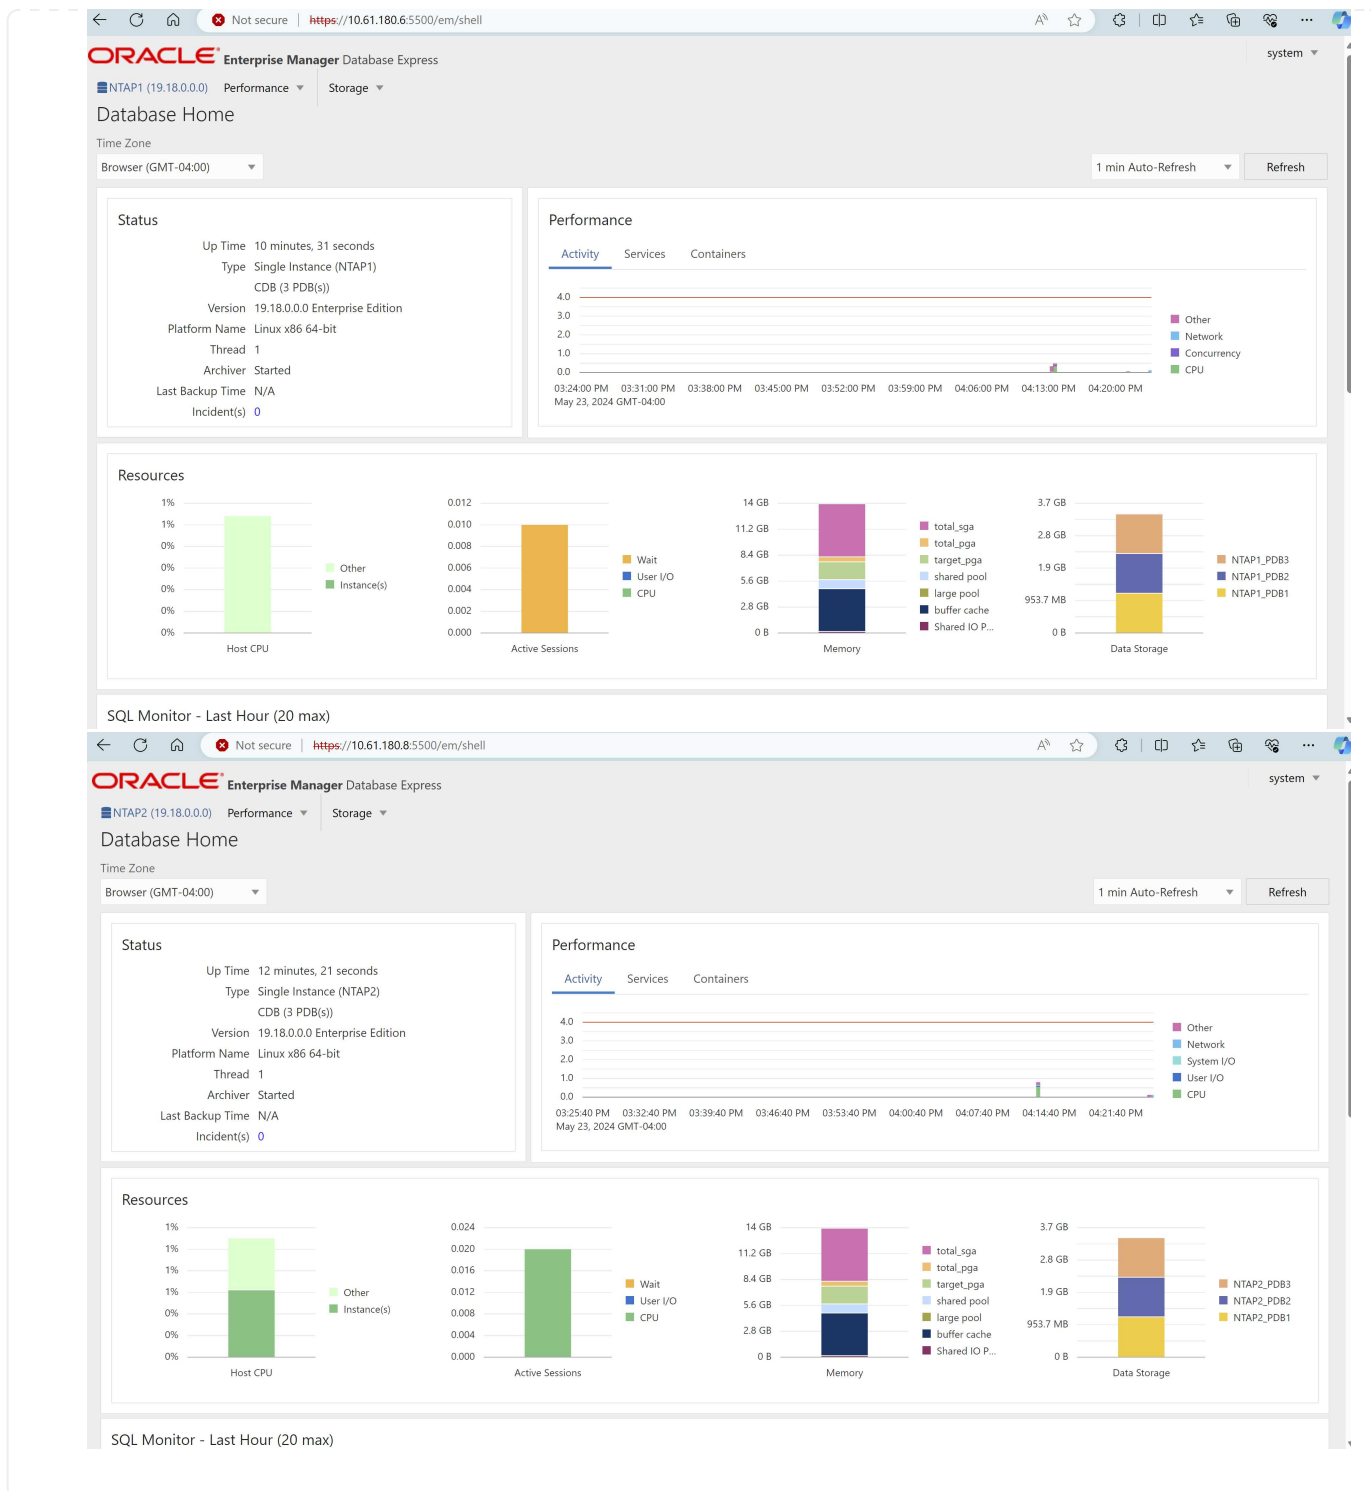 Not secure https://10.61.180.6:5500/em/shell
ORACLE Enterprise Manager Database Express
system
NTAP1 (19.18.0.0.0) Performance Storage
Database Home
Time Zone
Browser (GMT-04:00)
1 min Auto-Refresh Refresh
Status
Up Time 10 minutes, 31 seconds
Type Single Instance (NTAP1)
CDB (3 PDB(s))
Version 19.18.0.0.0 Enterprise Edition
Platform Name Linux x86 64-bit
Thread 1
Archiver Started
Last Backup Time N/A
Incident(s) 0
Performance
Activity Services Containers
4.0
3.0
2.0
1.0
0.0
03:24:00 PM 03:31:00 PM 03:38:00 PM 03:45:00 PM 03:52:00 PM 03:59:00 PM 04:06:00 PM 04:13:00 PM 04:20:00 PM
May 23, 2024 GMT-04:00
Other
Network
Concurrency
CPU
Resources
1%
1%
0%
0%
0%
0%
0%
Host CPU
Other
Instance(s)
0.012
0.010
0.008
0.006
0.004
0.002
0.000
Active Sessions
Wait
User I/O
CPU
14 GB
11.2 GB
8.4 GB
5.6 GB
2.8 GB
0 B
Memory
total_sga
total_pga
target_pga
shared pool
large pool
buffer cache
Shared IO P...
3.7 GB
2.8 GB
1.9 GB
953.7 MB
0 B
Data Storage
NTAP1_PDB3
NTAP1_PDB2
NTAP1_PDB1
SQL Monitor - Last Hour (20 max)
Not secure https://10.61.180.8:5500/em/shell
ORACLE Enterprise Manager Database Express
system
NTAP2 (19.18.0.0.0) Performance Storage
Database Home
Time Zone
Browser (GMT-04:00)
1 min Auto-Refresh Refresh
Status
Up Time 12 minutes, 21 seconds
Type Single Instance (NTAP2)
CDB (3 PDB(s))
Version 19.18.0.0.0 Enterprise Edition
Platform Name Linux x86 64-bit
Thread 1
Archiver Started
Last Backup Time N/A
Incident(s) 0
Performance
Activity Services Containers
4.0
3.0
2.0
1.0
0.0
03:25:40 PM 03:32:40 PM 03:39:40 PM 03:46:40 PM 03:53:40 PM 04:00:40 PM 04:07:40 PM 04:14:40 PM 04:21:40 PM
May 23, 2024 GMT-04:00
Other
Network
System I/O
User I/O
CPU
Resources
1%
1%
1%
1%
0%
0%
0%
Host CPU
Other
Instance(s)
0.024
0.020
0.016
0.012
0.008
0.004
0.000
Active Sessions
Wait
User I/O
CPU
14 GB
11.2 GB
8.4 GB
5.6 GB
2.8 GB
0 B
Memory
total_sga
total_pga
target_pga
shared pool
large pool
buffer cache
Shared IO P...
3.7 GB
2.8 GB
1.9 GB
953.7 MB
0 B
Data Storage
NTAP2_PDB3
NTAP2_PDB2
NTAP2_PDB1
SQL Monitor - Last Hour (20 max)